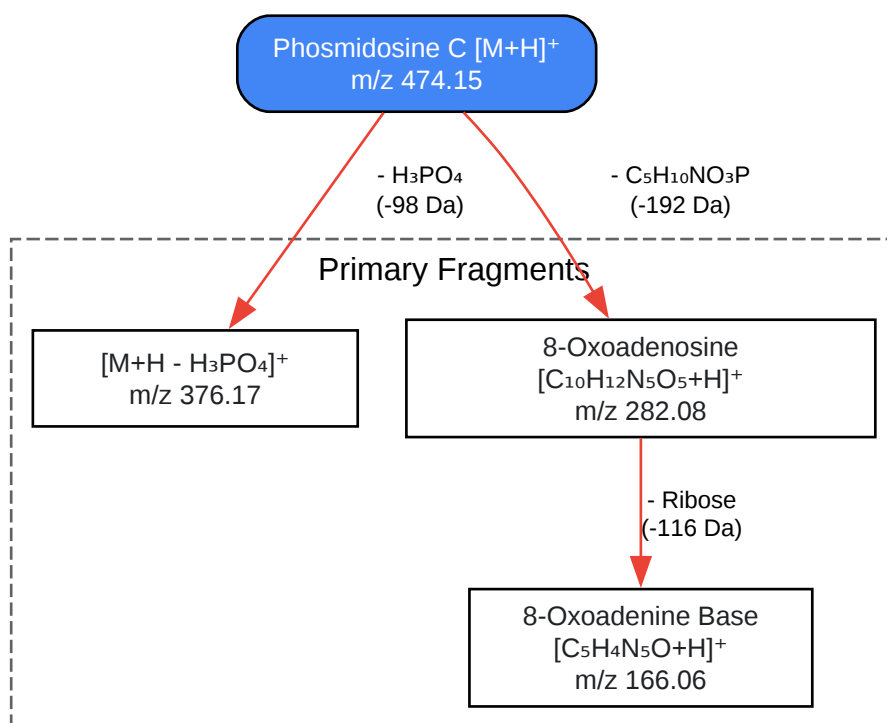 Phosmidosine C [M+H]⁺
m/z 474.15
- H₃PO₄
(-98 Da)
- C₅H₁₀NO₃P
(-192 Da)
Primary Fragments
[M+H - H₃PO₄]⁺
m/z 376.17
8-Oxoadenosine
[C₁₀H₁₂N₅O₅+H]⁺
m/z 282.08
- Ribose
(-116 Da)
8-Oxoadenine Base
[C₅H₄N₅O+H]⁺
m/z 166.06